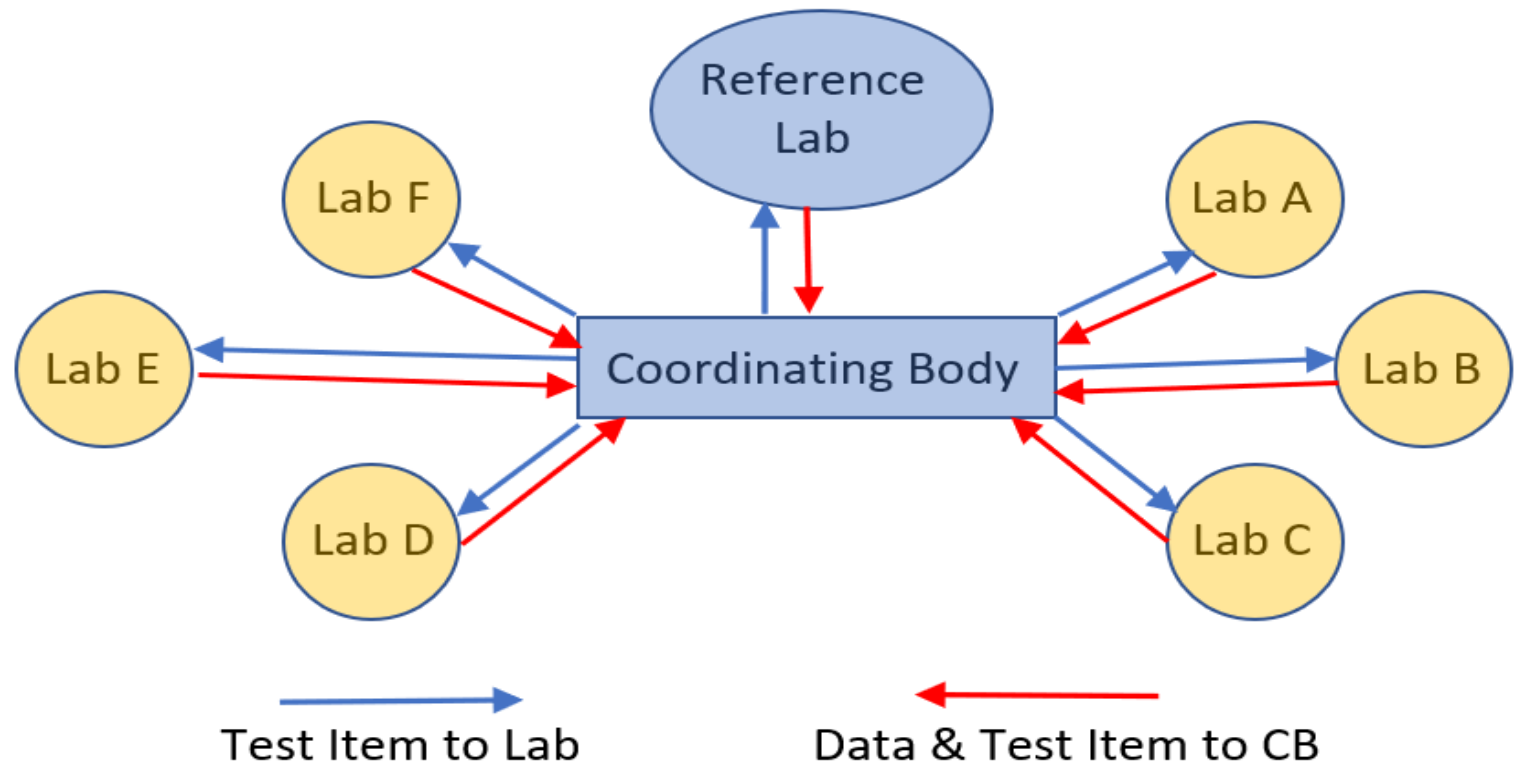 Reference
Lab
Lab F
Lab A
Lab E
Coordinating Body
Lab B
Lab D
Lab C
Test Item to Lab
Data & Test Item to CB